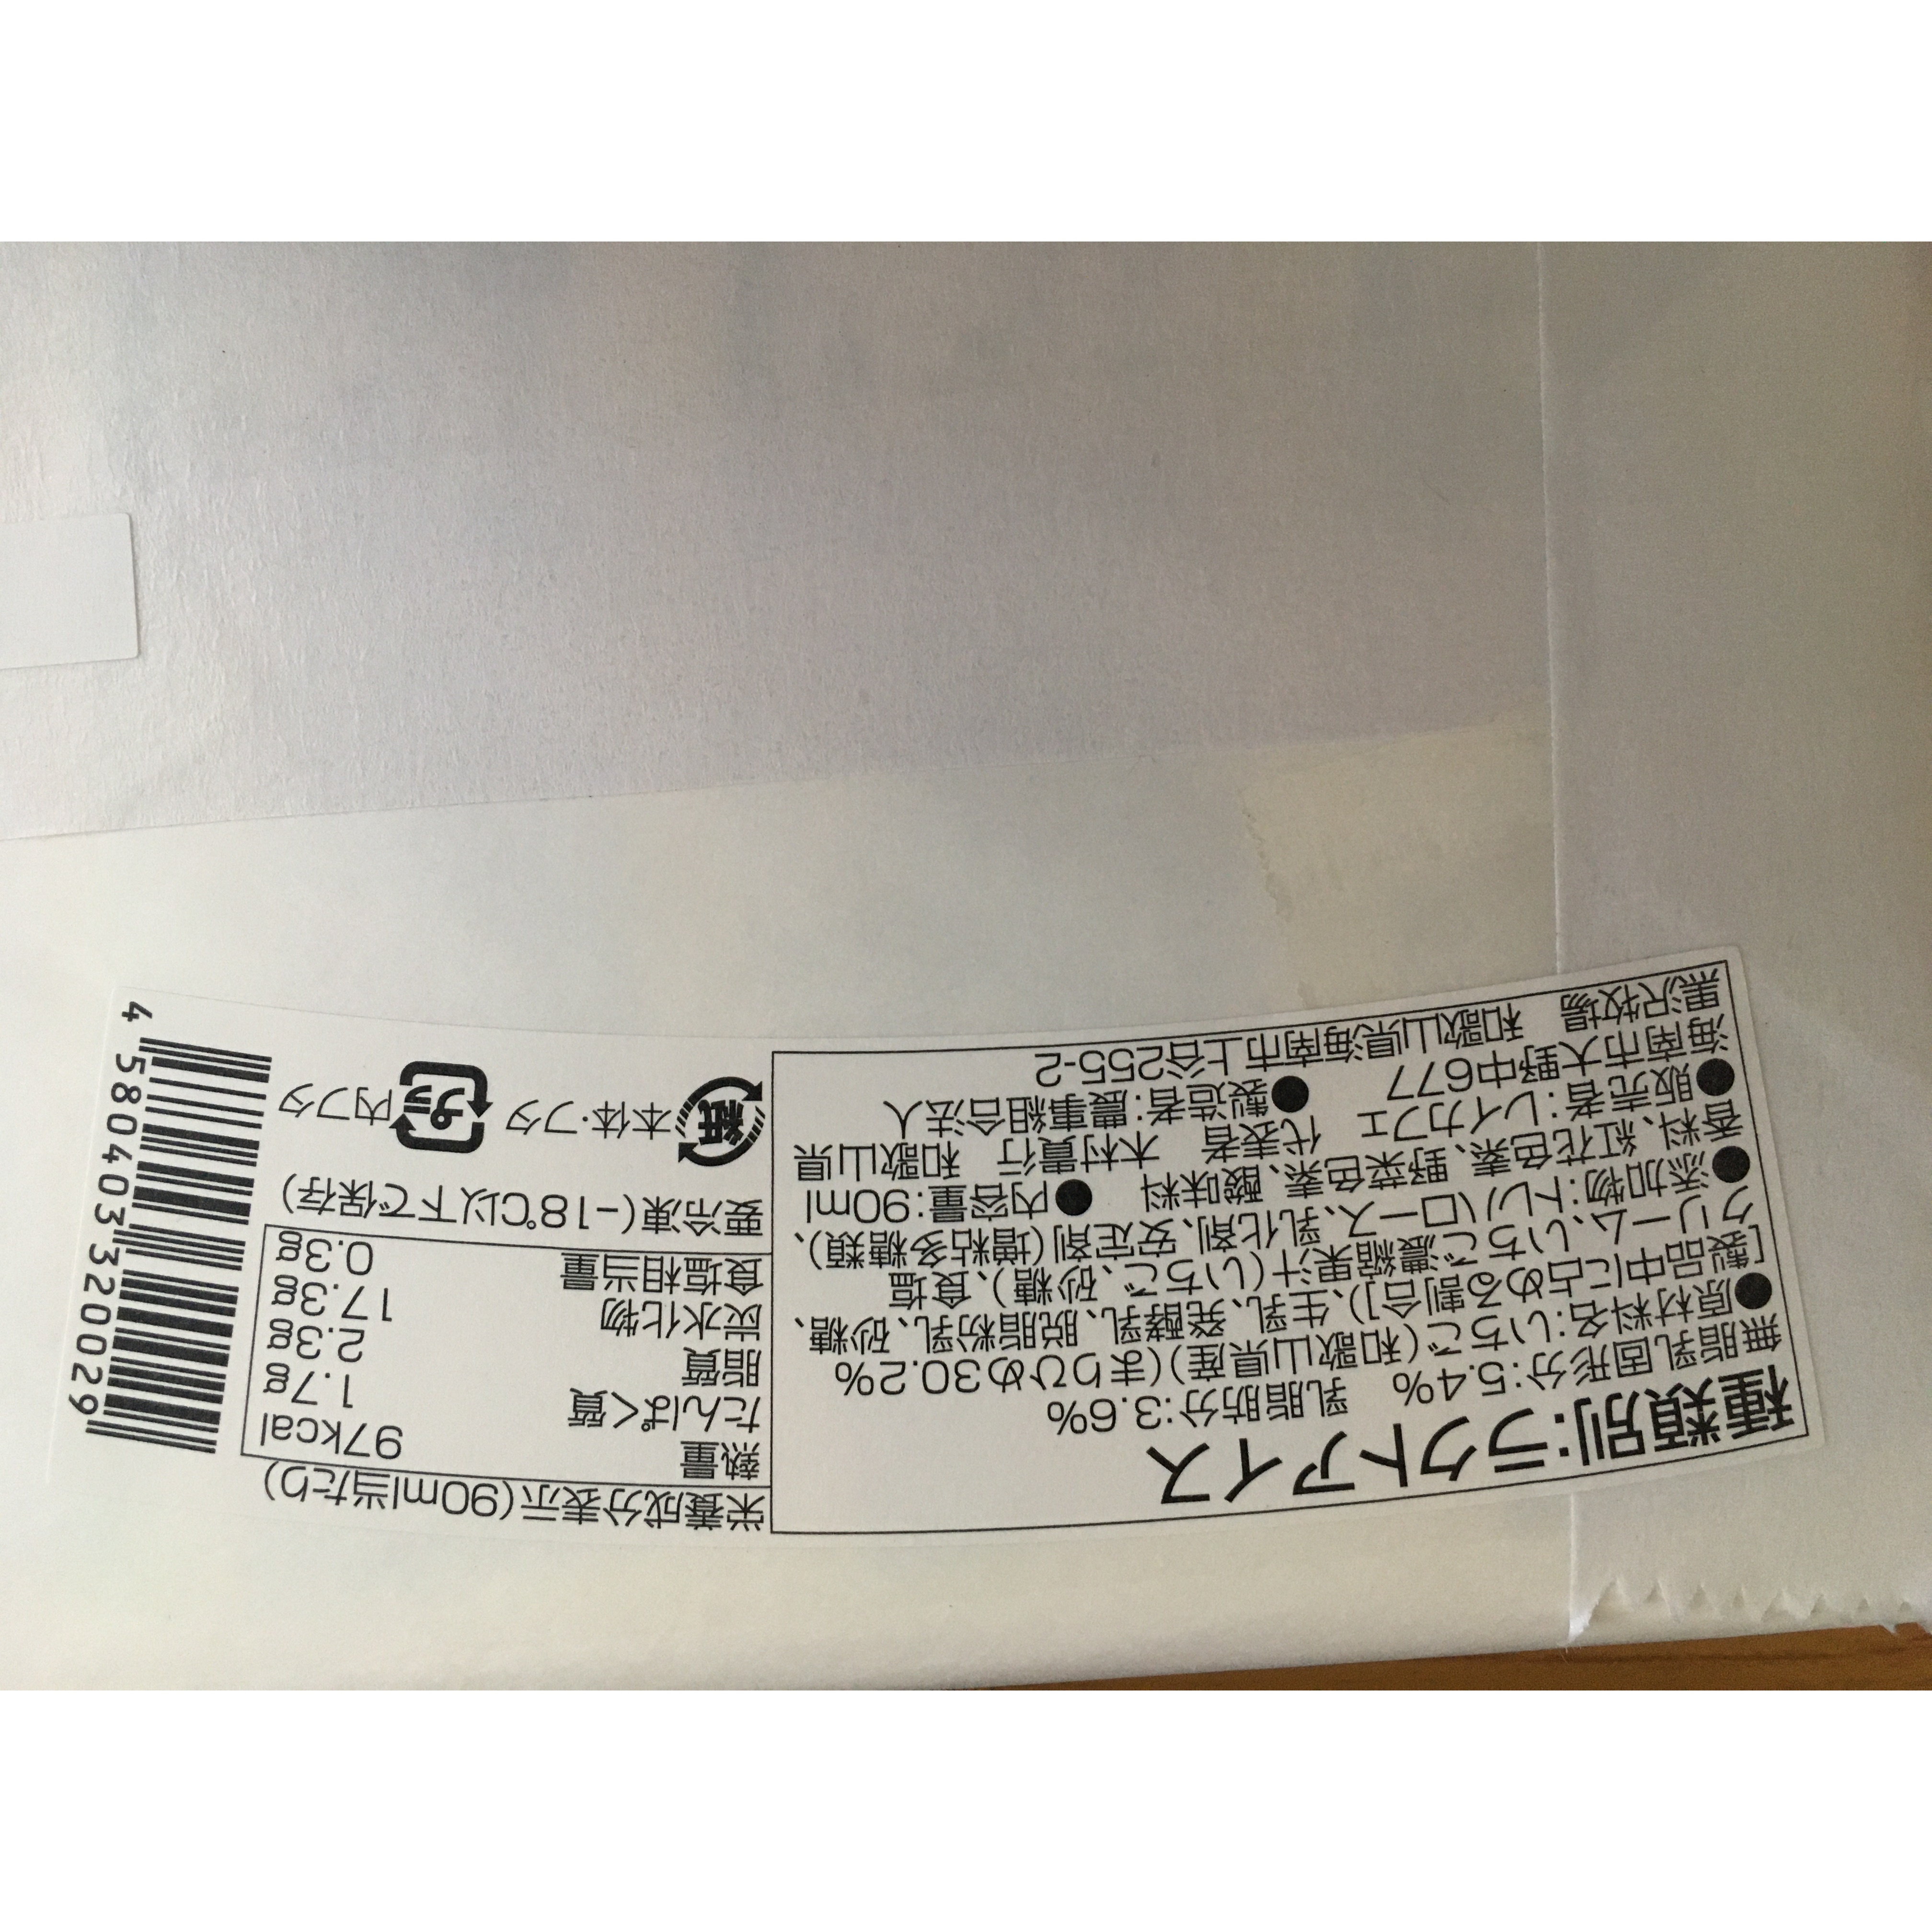 種類別:ラクトアイス
無脂乳固形分:5.4% 乳脂肪分:3.6%
●原材料名:いちご(和歌山県産)(まりひめ30.2%
[製品中に占める割合])、生乳、発酵乳、脱脂粉乳、砂糖、
クリーム、いちご濃縮果汁(いちご、砂糖)、食塩
●添加物:トレハロース、乳化剤、安定剤(増粘多糖類)、
香料、紅花色素、野菜色素、酸味料 ●内容量:90ml
●販売者:レイカフェ 代表者 木村貴行 和歌山県
海南市大野中677 ●製造者:農事組合法人
黒沢牧場 和歌山県海南市上谷255-2
栄養成分表示(90ml当たり)
熱量 97kcal
たんぱく質 1.7g
脂質 2.3g
炭水化物 17.3g
食塩相当量 0.3g
要冷凍(-18℃以下で保存)
紙 本体・フタ プラ 内フタ
4 580403 320029